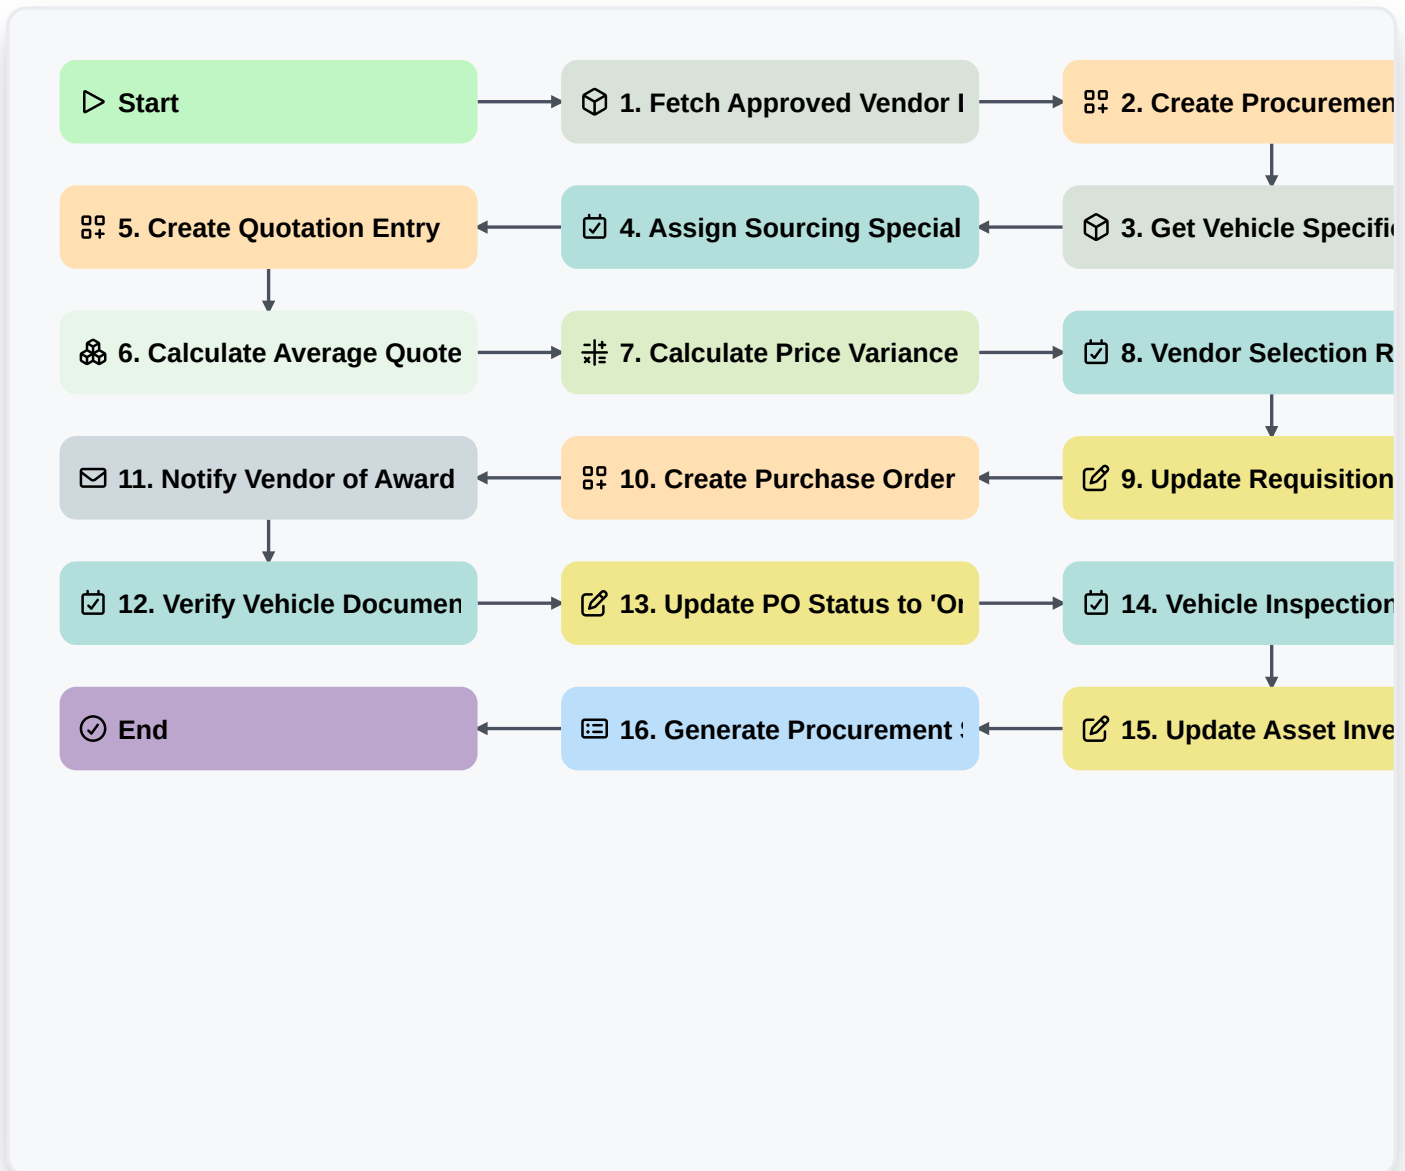 Start
1. Fetch Approved Vendor
2. Create Procuremen
5. Create Quotation Entry
4. Assign Sourcing Special
3. Get Vehicle Specific
6. Calculate Average Quote
7. Calculate Price Variance
8. Vendor Selection R
11. Notify Vendor of Award
10. Create Purchase Order
9. Update Requisition
12. Verify Vehicle Documen
13. Update PO Status to 'Or
14. Vehicle Inspection
End
16. Generate Procurement S
15. Update Asset Inve